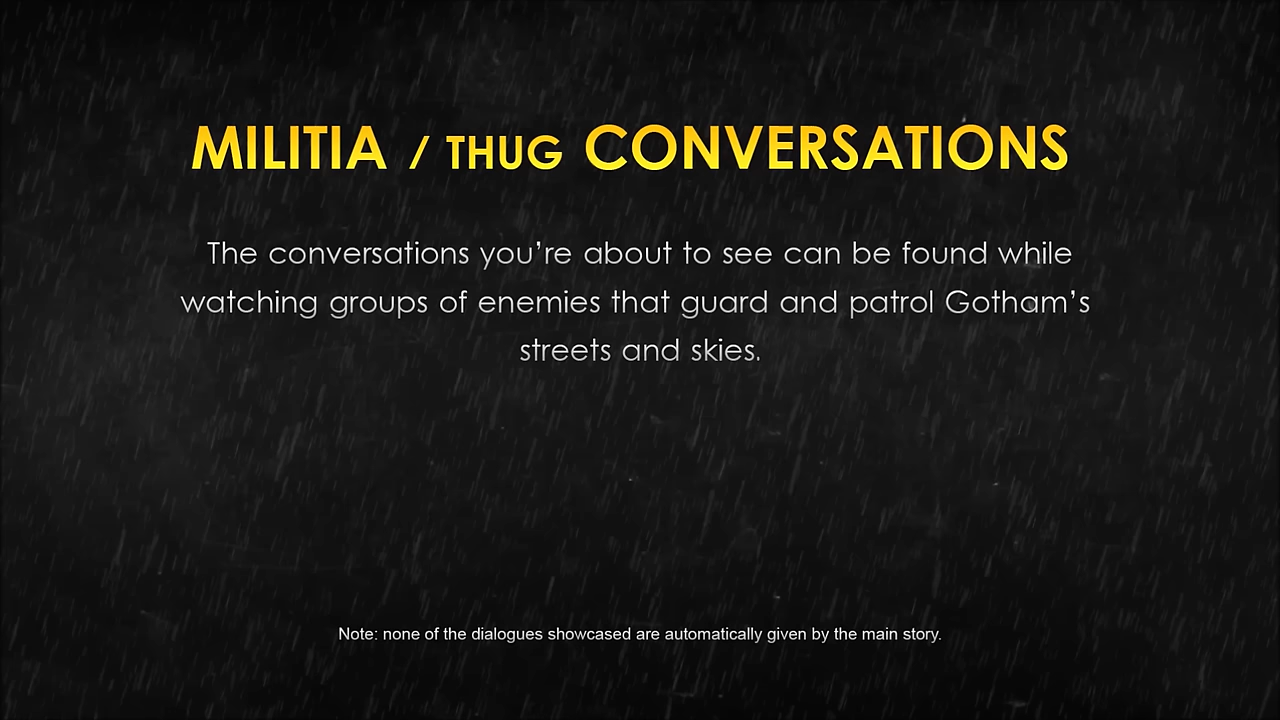 MILITIA / THUG CONVERSATIONS
The conversations you’re about to see can be found while
watching groups of enemies that guard and patrol Gotham’s
streets and skies.
Note: none of the dialogues showcased are automatically given by the main story.